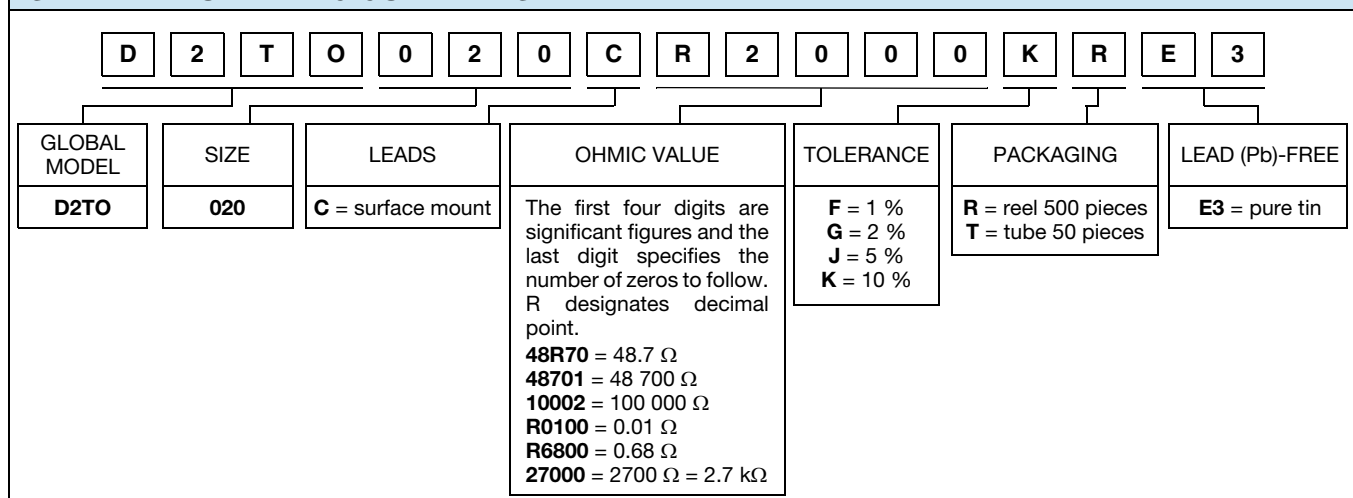 D 2 T O 0 2 0 C R 2 0 0 0 K R E 3
GLOBAL
MODEL
D2TO
SIZE
020
LEADS
C = surface mount
OHMIC VALUE
The first four digits are
significant figures and the
last digit specifies the
number of zeros to follow.
R designates decimal
point.
48R70 = 48.7 Ω
48701 = 48 700 Ω
10002 = 100 000 Ω
R0100 = 0.01 Ω
R6800 = 0.68 Ω
27000 = 2700 Ω = 2.7 kΩ
TOLERANCE
F = 1 %
G = 2 %
J = 5 %
K = 10 %
PACKAGING
R = reel 500 pieces
T = tube 50 pieces
LEAD (Pb)-FREE
E3 = pure tin